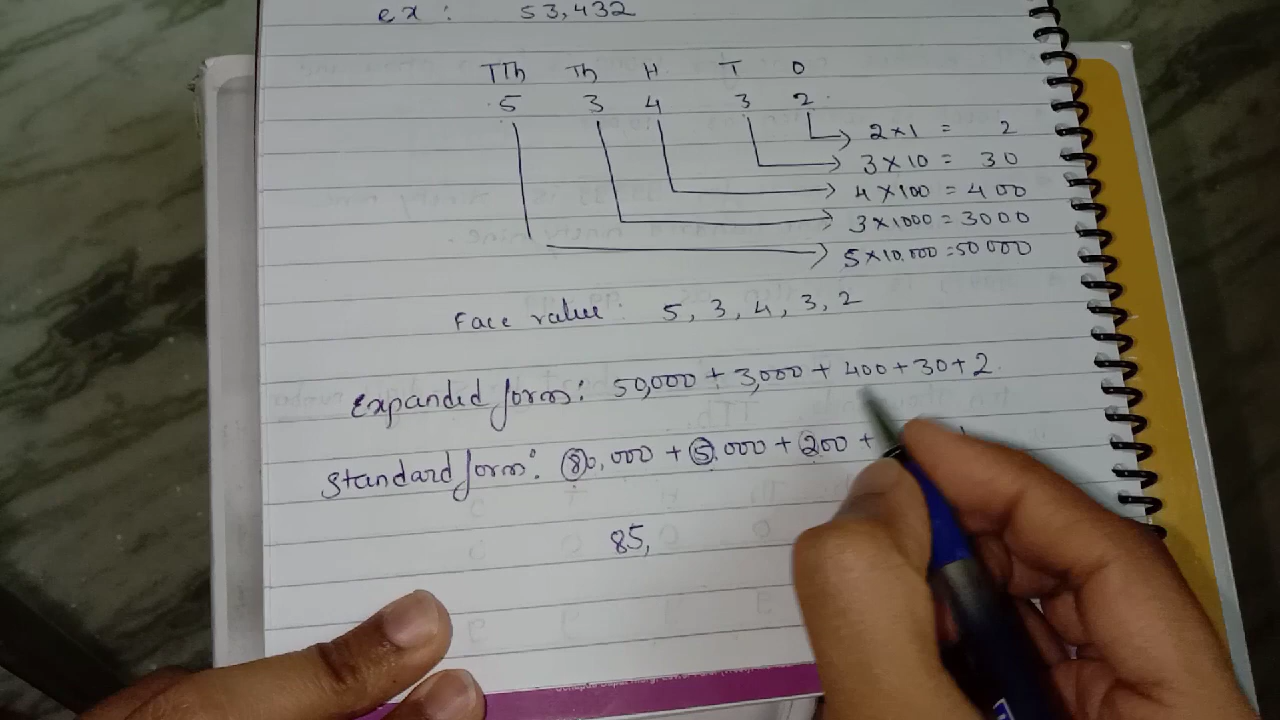 ex : 53,432
TTh Th H T O
5 3 4 3 2
2×1 = 2
3×10 = 30
4×100 = 400
3×1000 = 3000
5×10,000 = 50000
Face value: 5, 3, 4, 3, 2
Expanded form: 50,000 + 3,000 + 400 + 30 + 2
Standard form: 80,000 + 5,000 + 200 +
85,